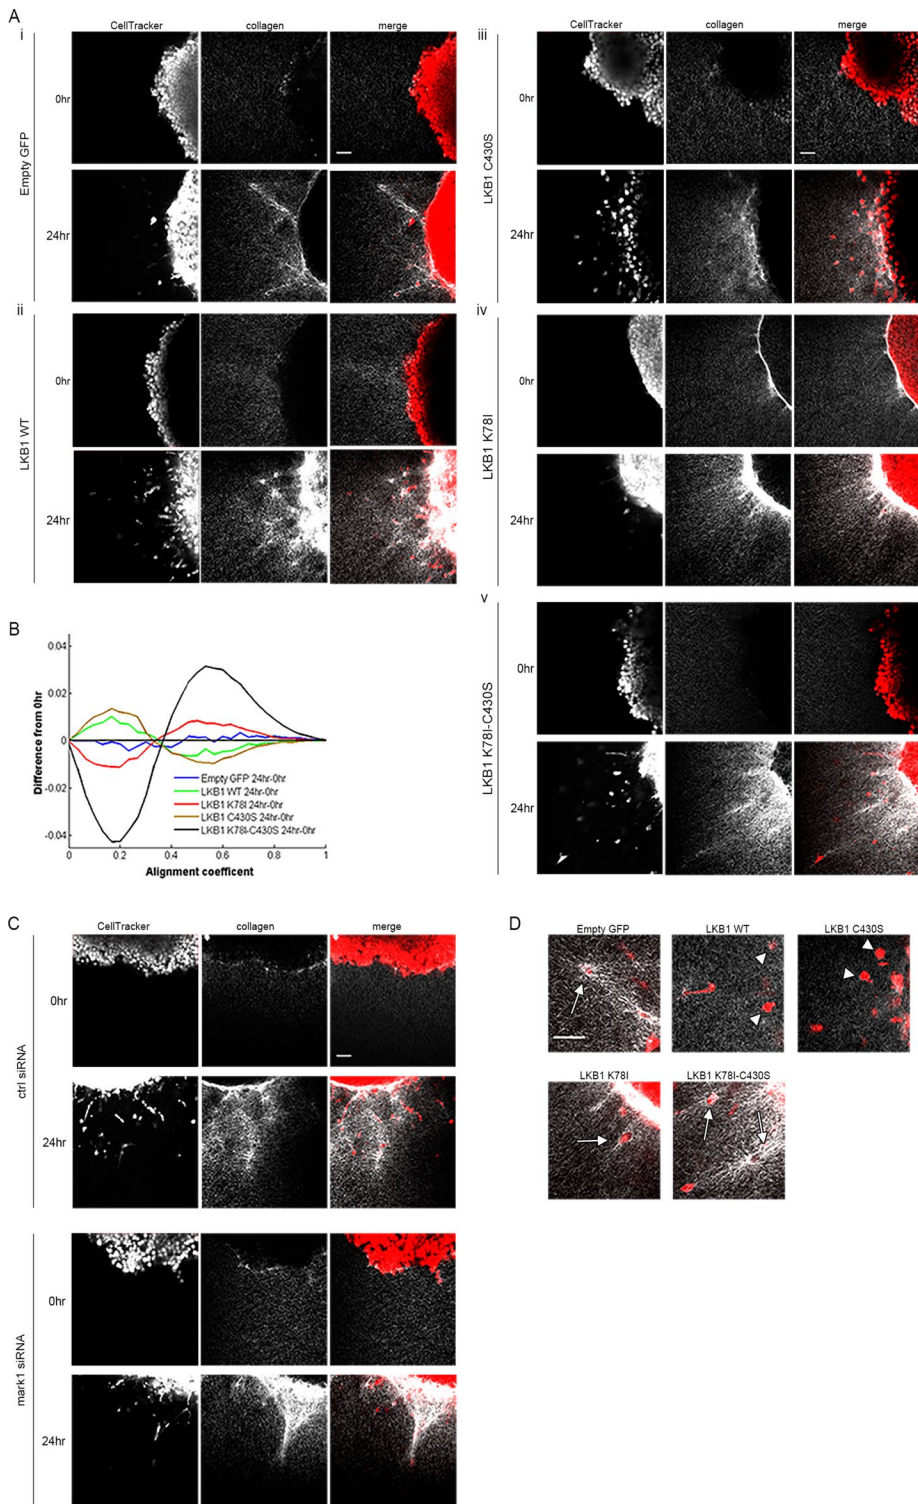 A
i
CellTracker
collagen
merge
Empty GFP
0hr
24hr
ii
LKB1 WT
0hr
24hr
iii
CellTracker
collagen
merge
LKB1 C430S
0hr
24hr
iv
LKB1 K78I
0hr
24hr
v
LKB1 K78I-C430S
0hr
24hr
B
Difference from 0hr
0.04
0.02
0
-0.02
-0.04
Empty GFP 24hr-0hr
LKB1 WT 24hr-0hr
LKB1 K78I 24hr-0hr
LKB1 C430S 24hr-0hr
LKB1 K78I-C430S 24hr-0hr
0
0.2
0.4
0.6
0.8
1
Alignment coefficent
C
CellTracker
collagen
merge
ctrl siRNA
0hr
24hr
mark1 siRNA
0hr
24hr
D
Empty GFP
LKB1 WT
LKB1 C430S
LKB1 K78I
LKB1 K78I-C430S